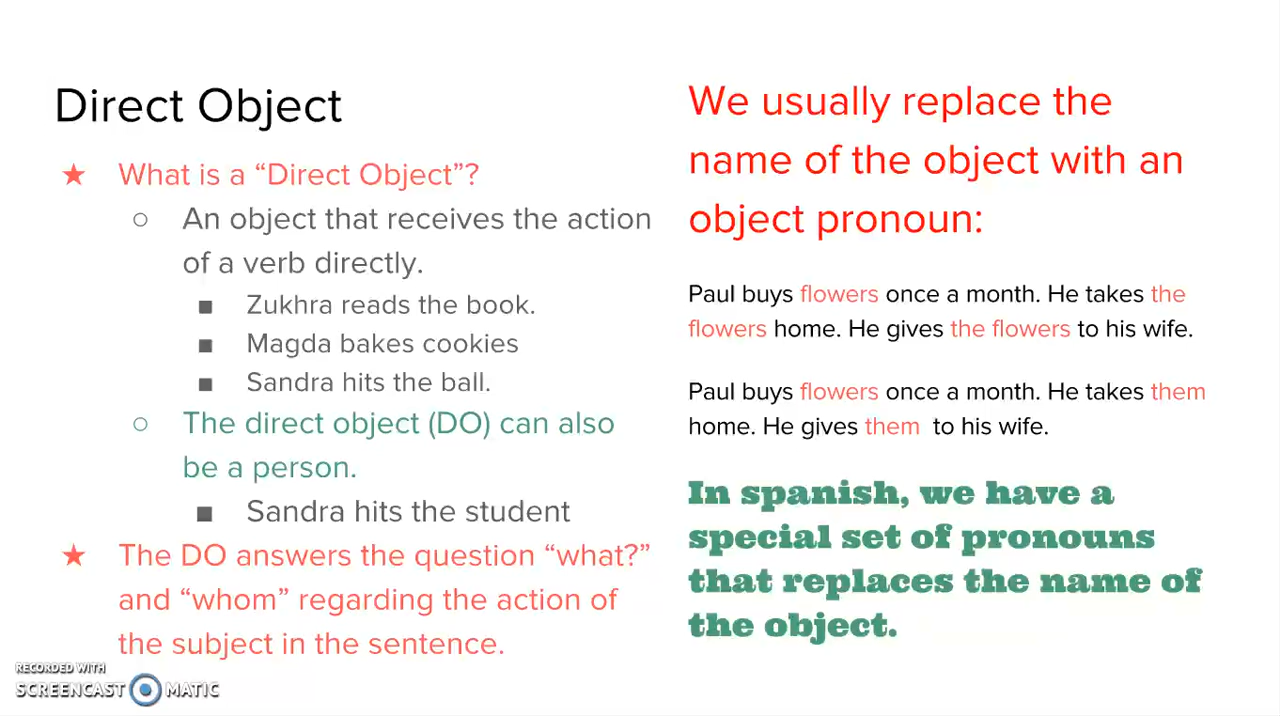 Direct Object
★ What is a “Direct Object”?
○ An object that receives the action
of a verb directly.
■ Zukhra reads the book.
■ Magda bakes cookies
■ Sandra hits the ball.
○ The direct object (DO) can also
be a person.
■ Sandra hits the student
★ The DO answers the question “what?”
and “whom” regarding the action of
the subject in the sentence.
We usually replace the
name of the object with an
object pronoun:
Paul buys flowers once a month. He takes the
flowers home. He gives the flowers to his wife.
Paul buys flowers once a month. He takes them
home. He gives them to his wife.
In spanish, we have a
special set of pronouns
that replaces the name of
the object.
RECORDED WITH
SCREENCAST MATIC